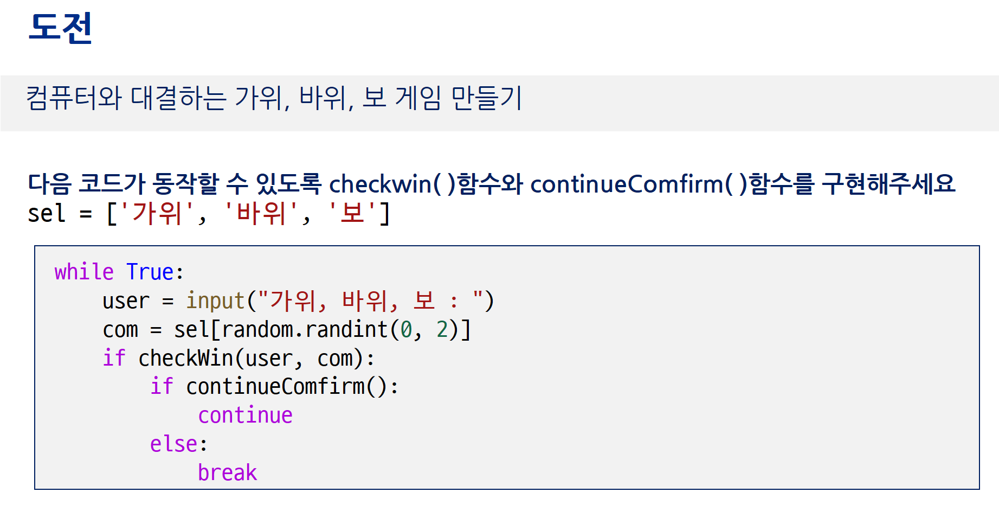 도전
컴퓨터와 대결하는 가위, 바위, 보 게임 만들기
다음 코드가 동작할 수 있도록 checkwin( )함수와 continueComfirm( )함수를 구현해주세요
sel = ['가위', '바위', '보']
while True:
    user = input("가위, 바위, 보 : ")
    com = sel[random.randint(0, 2)]
    if checkWin(user, com):
        if continueComfirm():
            continue
        else:
            break